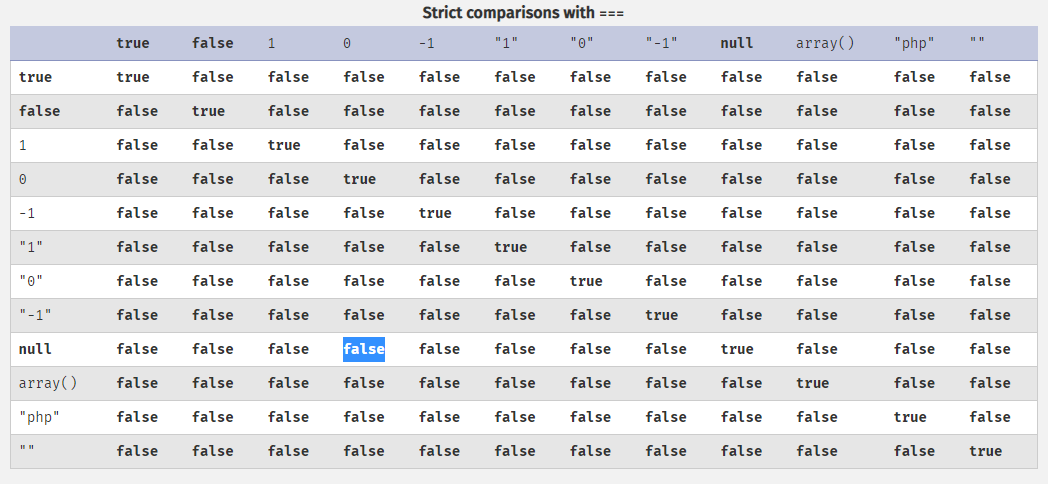 Strict comparisons with ===
true false 1 0 -1 "1" "0" "-1" null array() "php" ""
true true false false false false false false false false false false false
false false true false false false false false false false false false false
1 false false true false false false false false false false false false
0 false false false true false false false false false false false false
-1 false false false false true false false false false false false false
"1" false false false false false true false false false false false false
"0" false false false false false false true false false false false false
"-1" false false false false false false false true false false false false
null false false false false false false false false true false false false
array() false false false false false false false false false true false false
"php" false false false false false false false false false false true false
"" false false false false false false false false false false false true